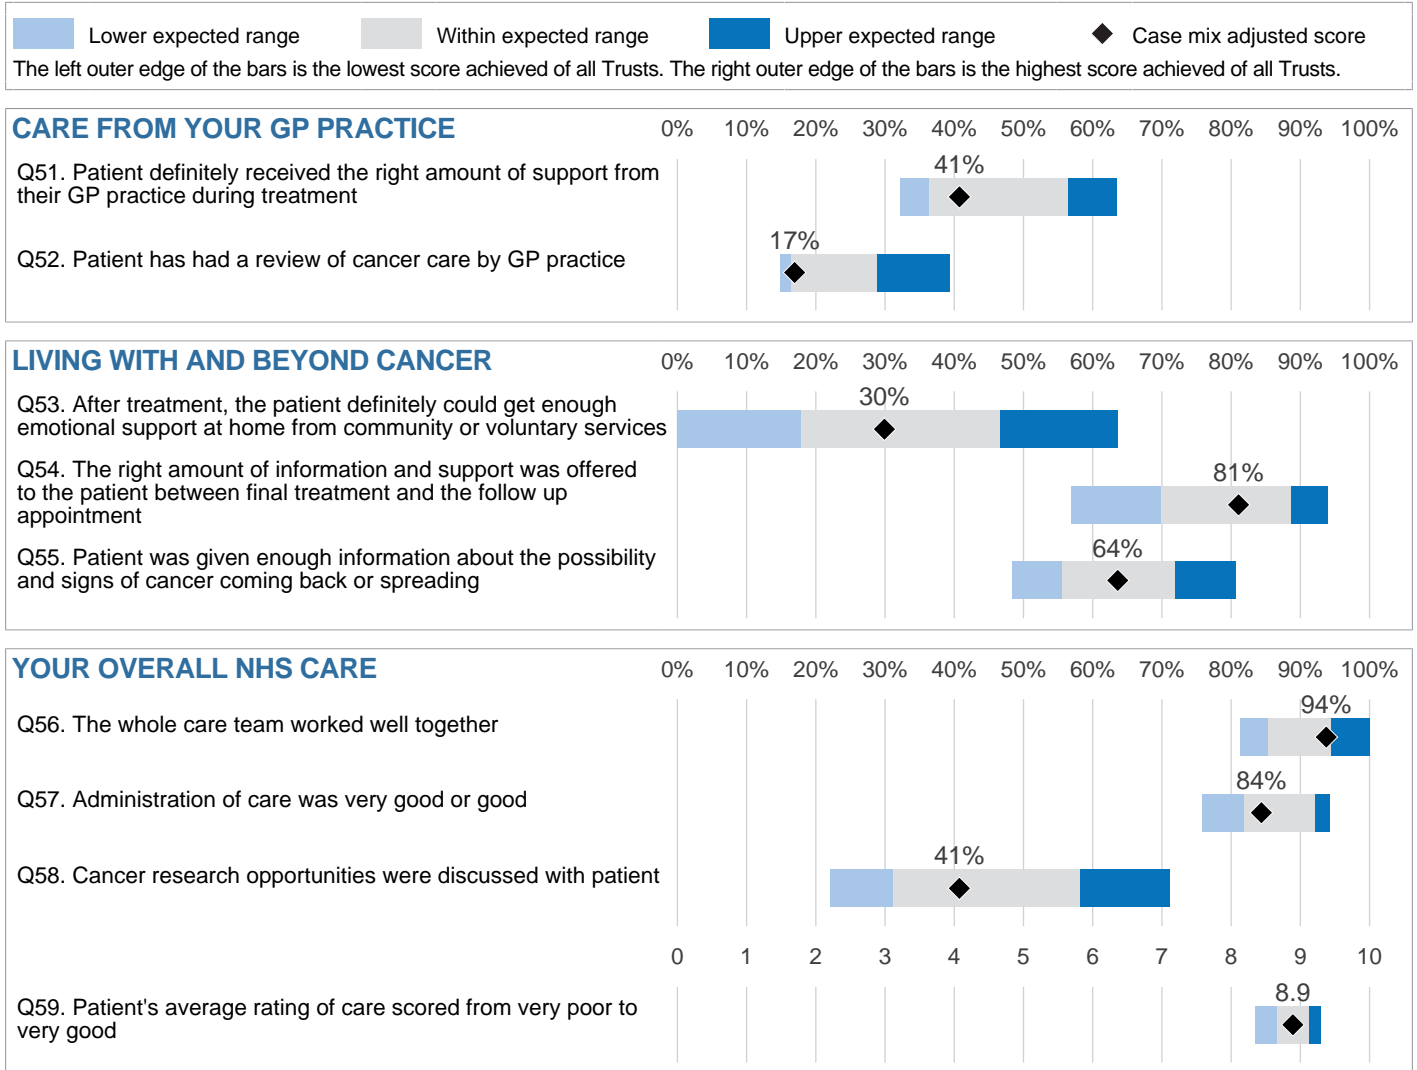 Lower expected range Within expected range Upper expected range Case mix adjusted score
The left outer edge of the bars is the lowest score achieved of all Trusts. The right outer edge of the bars is the highest score achieved of all Trusts.
CARE FROM YOUR GP PRACTICE 0% 10% 20% 30% 40% 50% 60% 70% 80% 90% 100%
41%
Q51. Patient definitely received the right amount of support from
their GP practice during treatment
17%
Q52. Patient has had a review of cancer care by GP practice
LIVING WITH AND BEYOND CANCER 0% 10% 20% 30% 40% 50% 60% 70% 80% 90% 100%
30%
Q53. After treatment, the patient definitely could get enough
emotional support at home from community or voluntary services
81%
Q54. The right amount of information and support was offered
to the patient between final treatment and the follow up
appointment
64%
Q55. Patient was given enough information about the possibility
and signs of cancer coming back or spreading
YOUR OVERALL NHS CARE 0% 10% 20% 30% 40% 50% 60% 70% 80% 90% 100%
94%
Q56. The whole care team worked well together
84%
Q57. Administration of care was very good or good
41%
Q58. Cancer research opportunities were discussed with patient
0 1 2 3 4 5 6 7 8 9 10
8.9
Q59. Patient's average rating of care scored from very poor to
very good